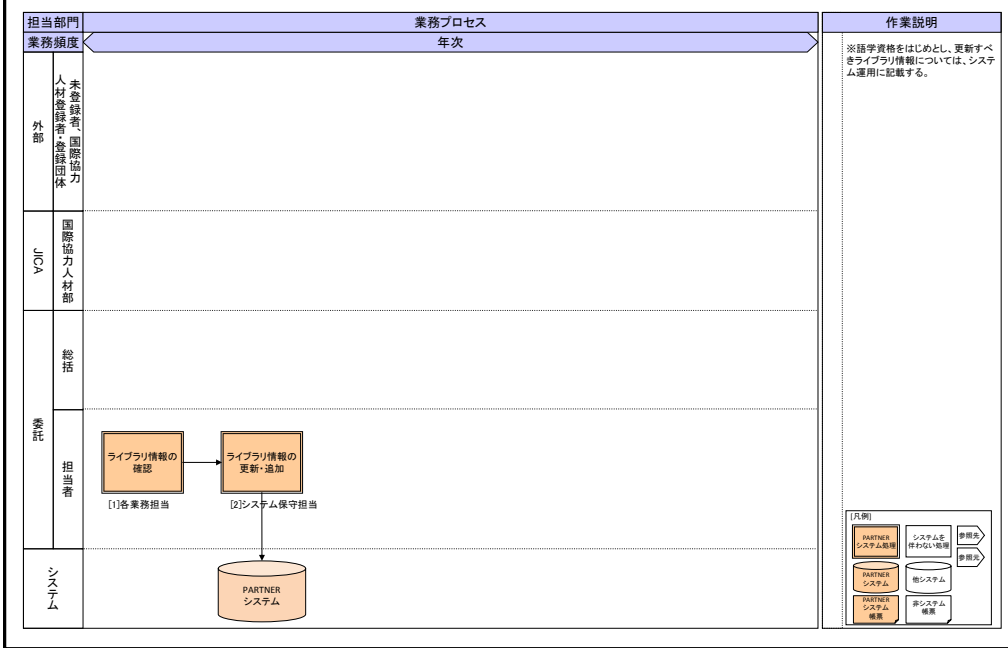 担当部門
業務プロセス
作業説明
業務頻度
年次
※語学資格をはじめとし、更新すべ
きライブラリ情報については、システ
ム運用に記載する。
外部
未登録者、国際協力
人材登録者・登録団体
JICA
国際協力人材部
委託
総括
担当者
ライブラリ情報の
確認
[1]各業務担当
ライブラリ情報の
更新・追加
[2]システム保守担当
システム
PARTNER
システム
[凡例]
PARTNER
システム処理
システムを
伴わない処理
参照先
参照元
PARTNER
システム
他システム
PARTNER
システム
帳票
非システム
帳票